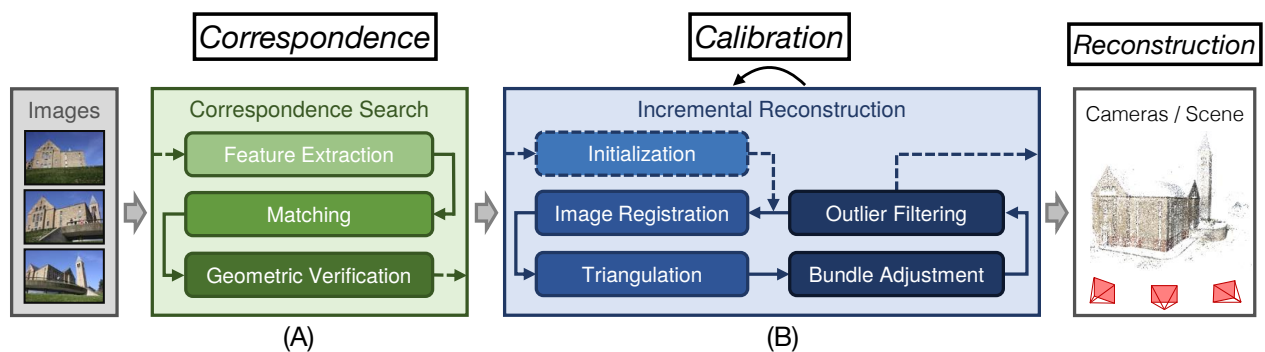 Correspondence
Calibration
Reconstruction
Images
Correspondence Search
Feature Extraction
Matching
Geometric Verification
Incremental Reconstruction
Initialization
Image Registration
Outlier Filtering
Triangulation
Bundle Adjustment
Cameras / Scene
(A)
(B)